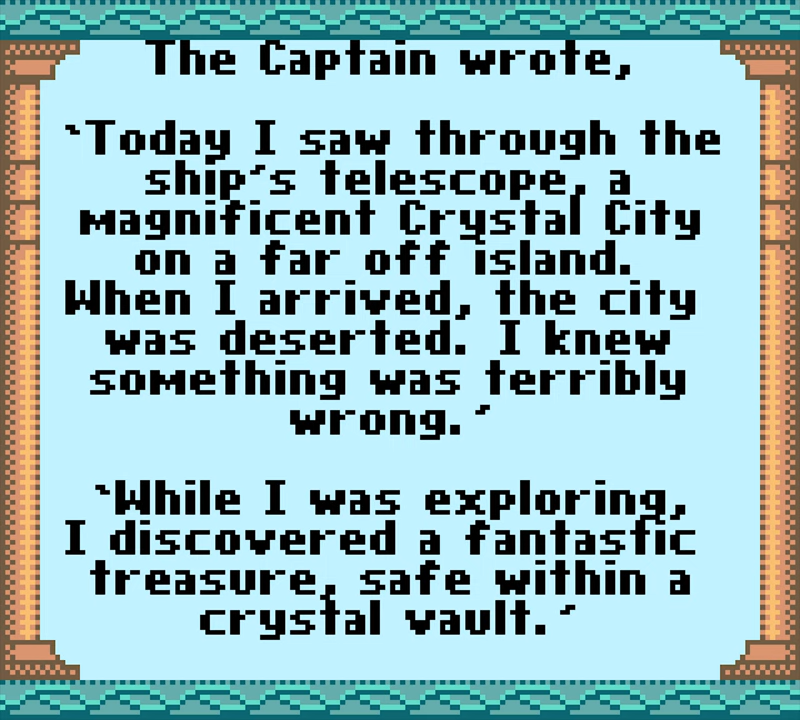 The Captain wrote,
`Today I saw through the
ship's telescope, a
magnificent Crystal City
on a far off island.
When I arrived, the city
was deserted. I knew
something was terribly
wrong.'
`While I was exploring,
I discovered a fantastic
treasure, safe within a
crystal vault.'